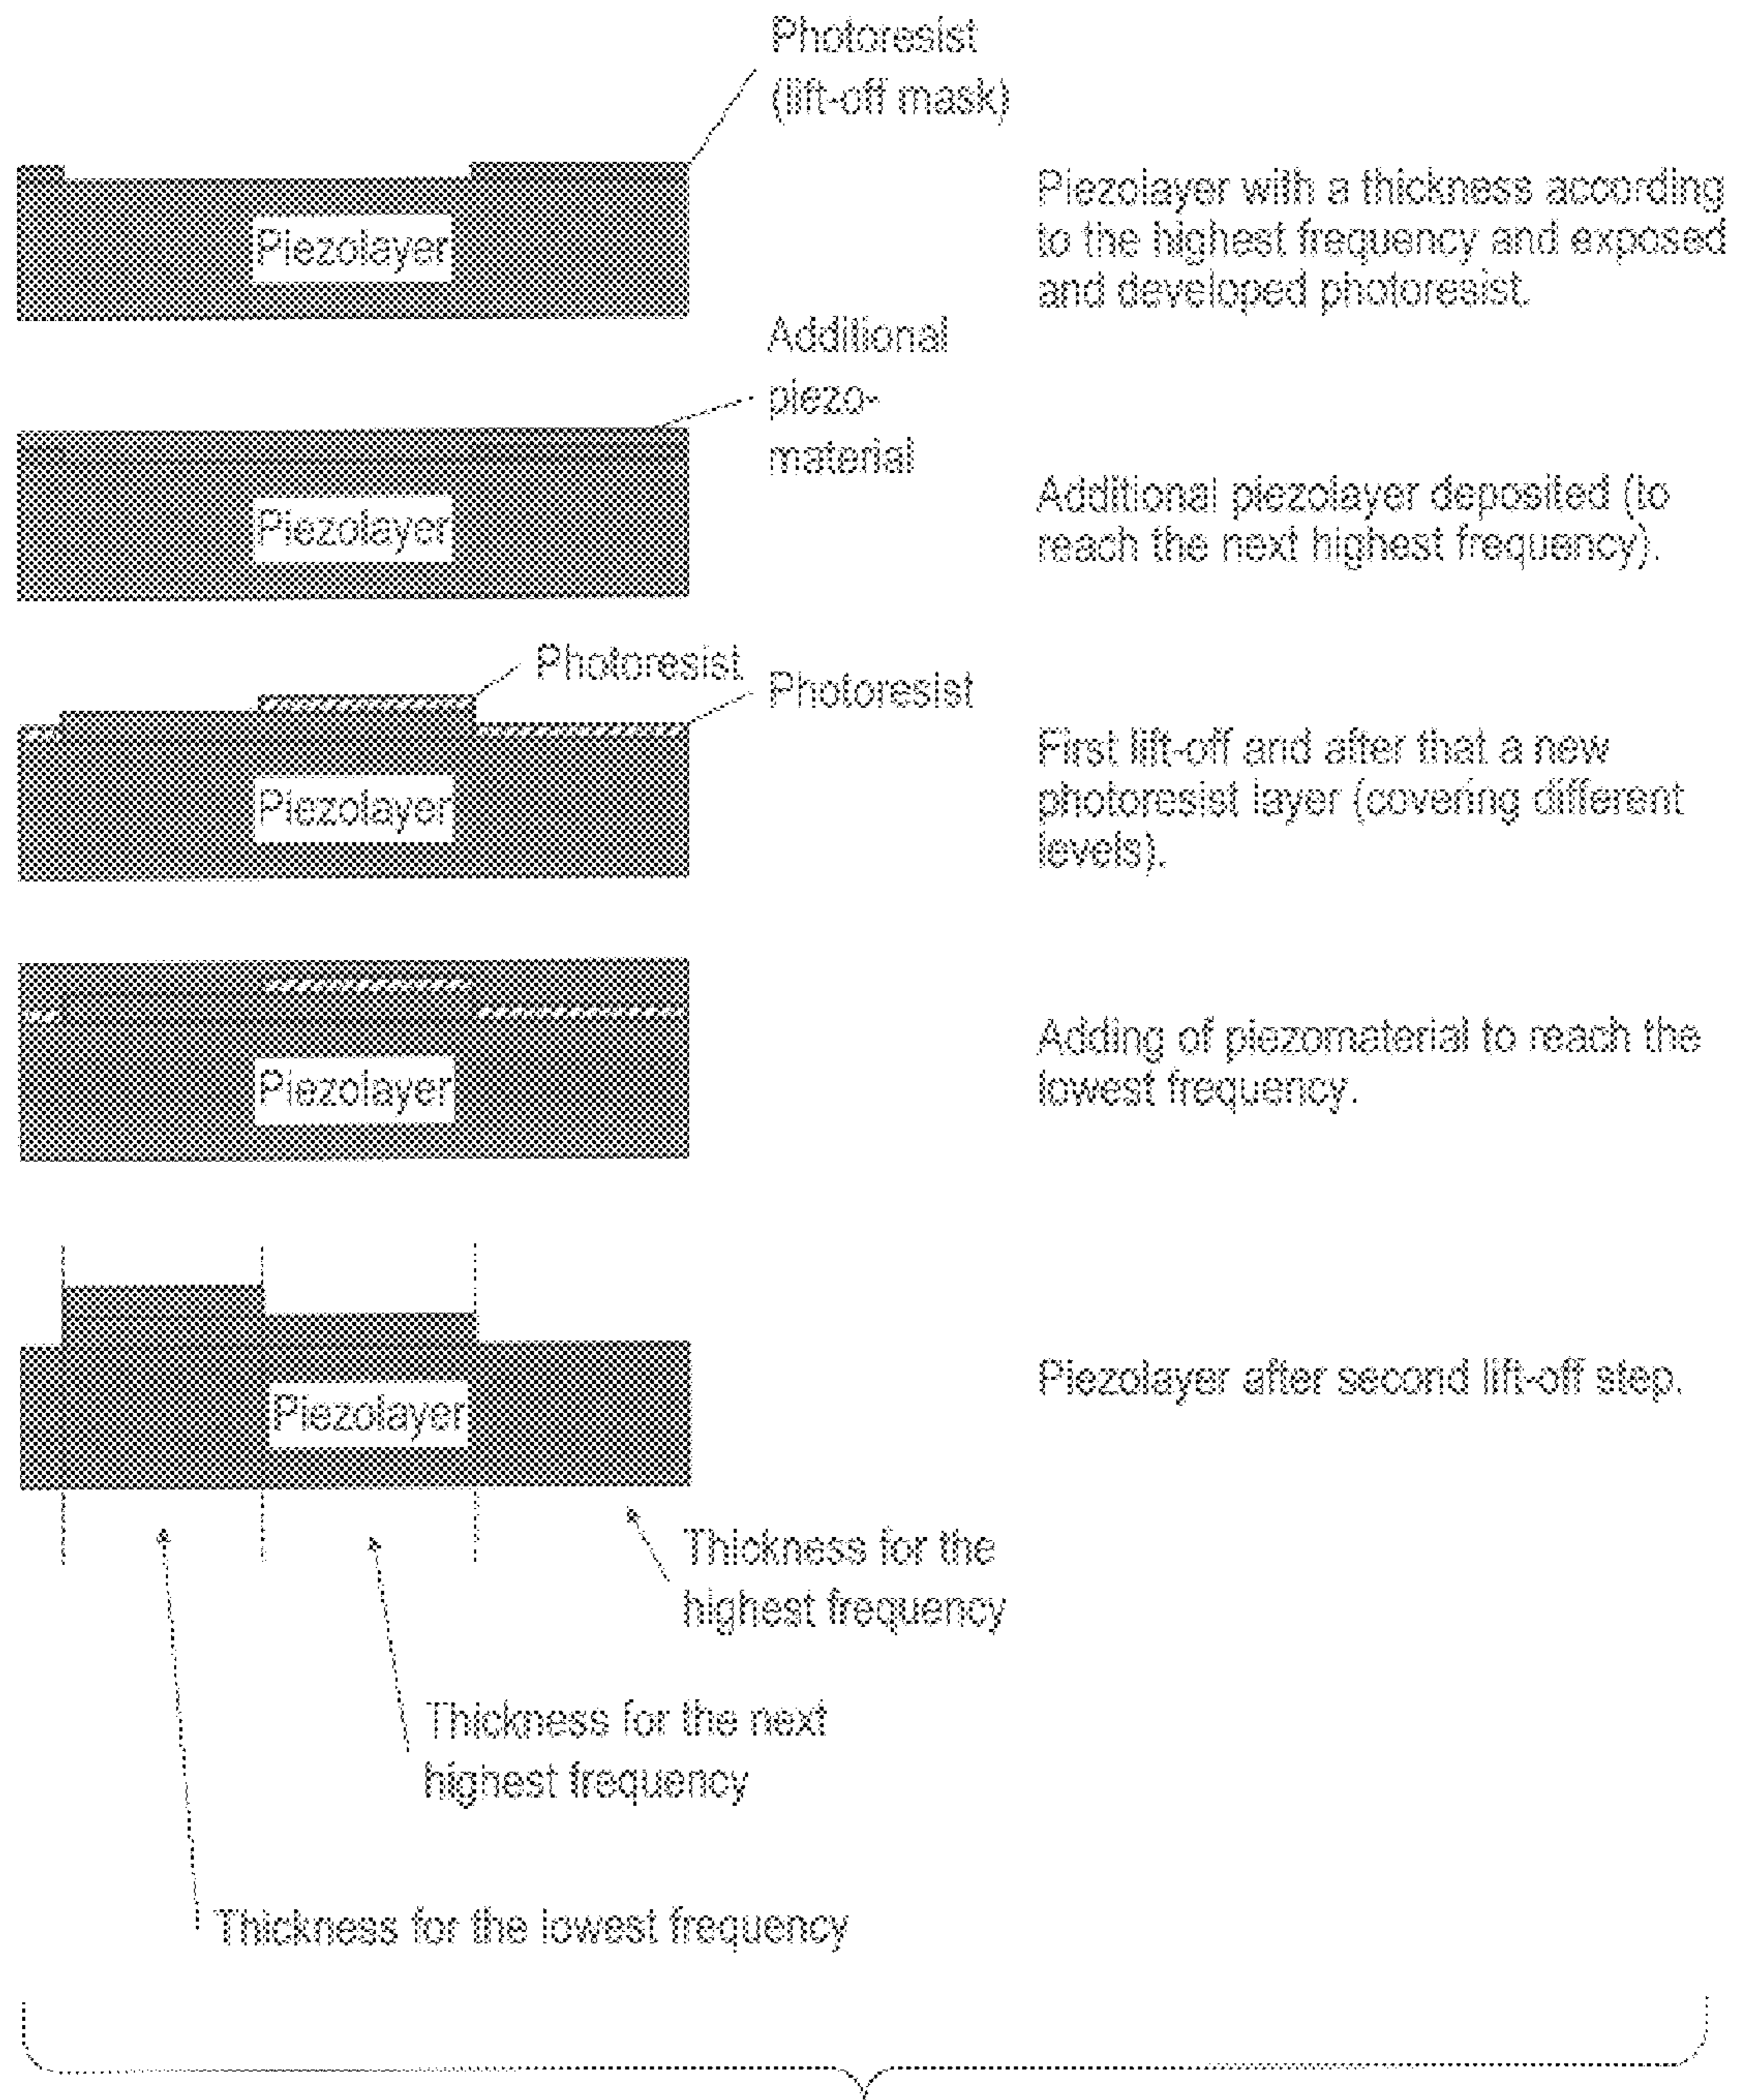 Photoresist
(lift-off mask)
Piezolayer
Piezolayer with a thickness according
to the highest frequency and exposed
and developed photoresist.
Additional
piezo-
material
Piezolayer
Additional piezolayer deposited (to
reach the next highest frequency).
Photoresist
Photoresist
Piezolayer
First lift-off and after that a new
photoresist layer (covering different
levels).
Piezolayer
Adding of piezomaterial to reach the
lowest frequency.
Piezolayer
Piezolayer after second lift-off step.
Thickness for the
highest frequency
Thickness for the next
highest frequency
Thickness for the lowest frequency